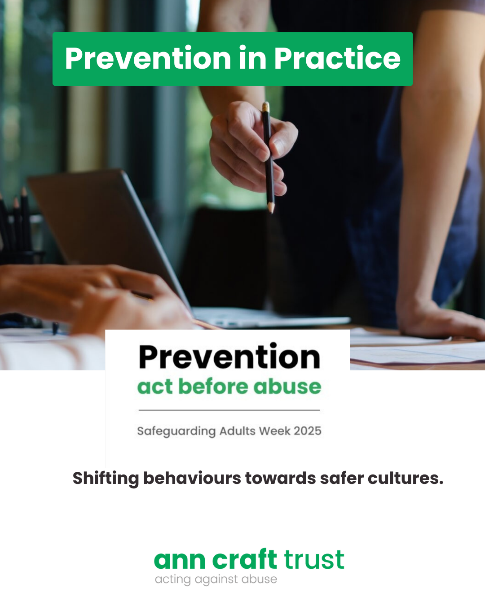 Prevention in Practice
Prevention
act before abuse
Safeguarding Adults Week 2025
Shifting behaviours towards safer cultures.
ann craft trust
acting against abuse